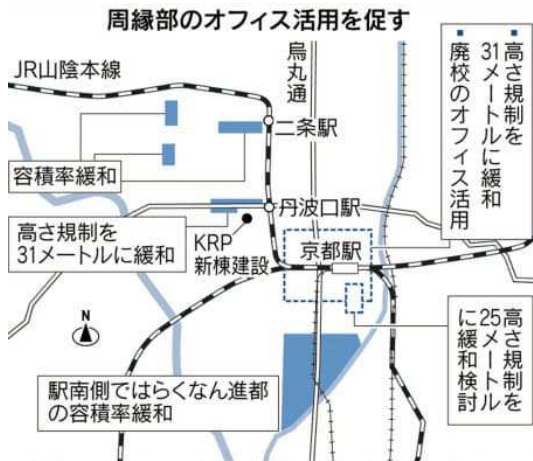 周縁部のオフィス活用を促す
JR山陰本線
烏丸通
高さ規制を
31メートルに緩和
廃校のオフィス活用
二条駅
容積率緩和
丹波口駅
高さ規制を
31メートルに緩和
KRP
新棟建設
京都駅
N
高さ規制を
25メートル
に緩和検討
駅南側ではらくなん進都
の容積率緩和